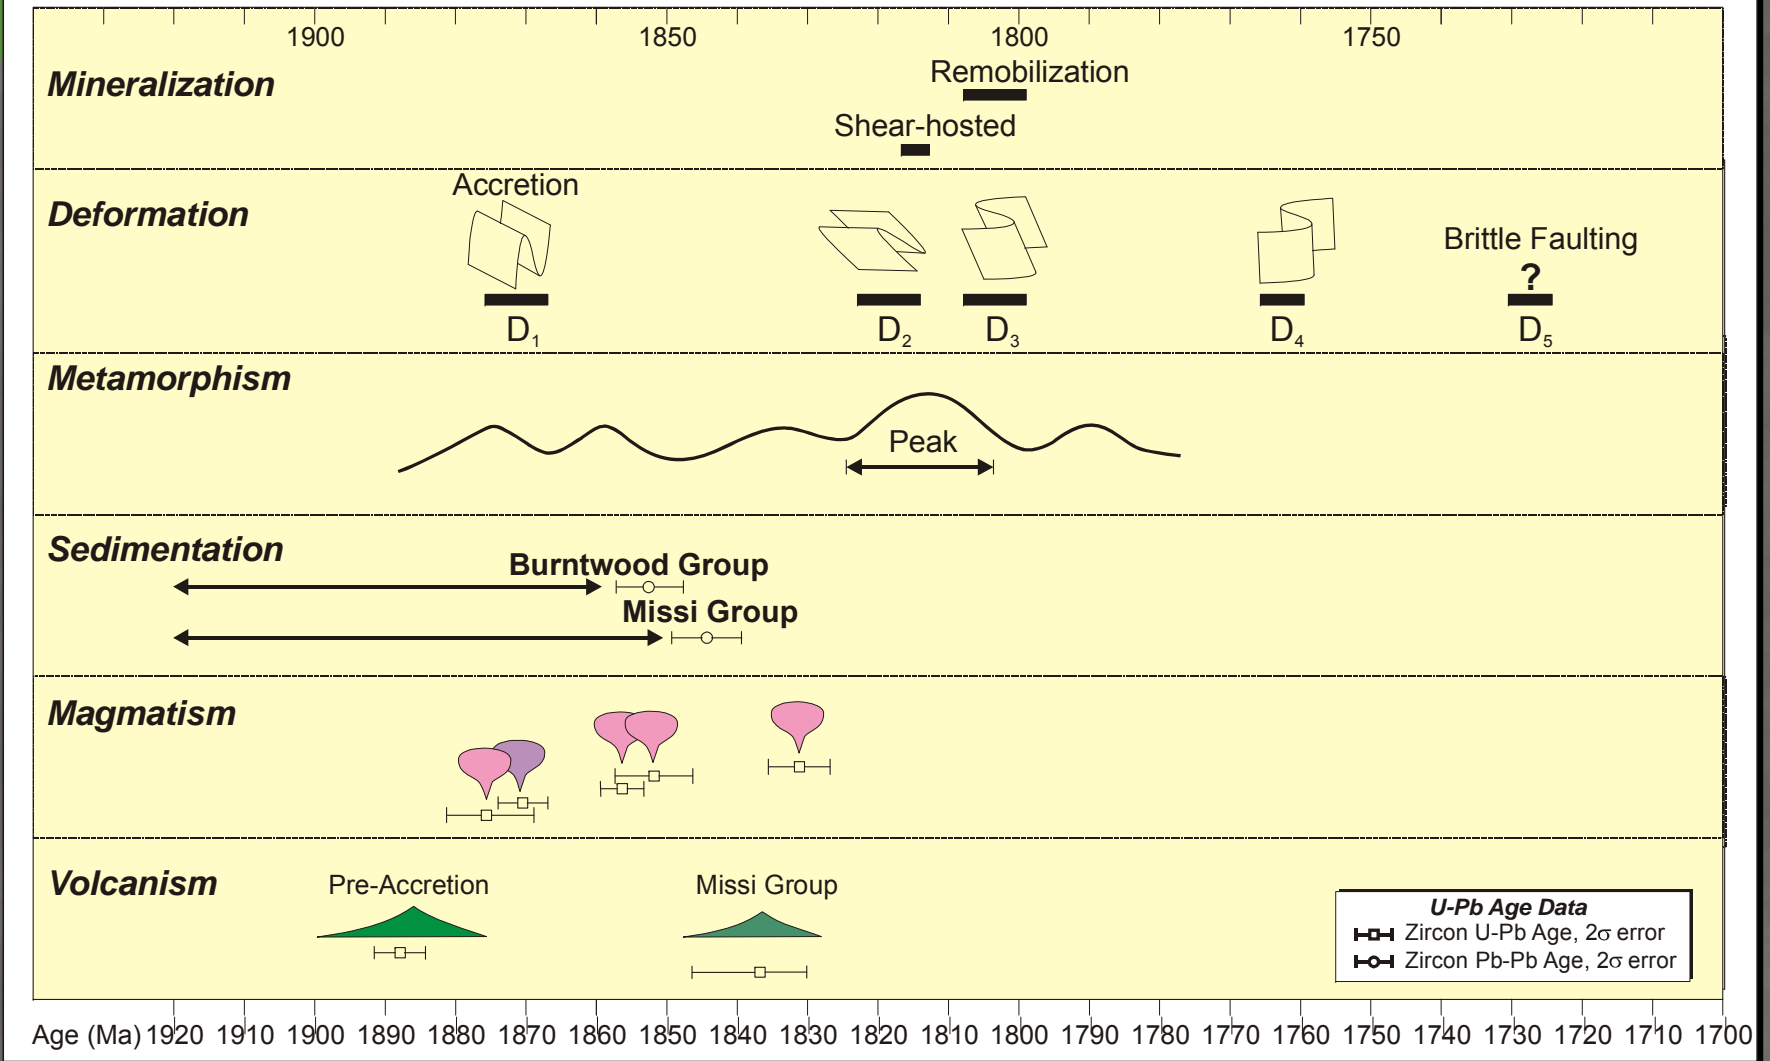 1900 1850 1800 1750
Mineralization
Remobilization
Shear-hosted
Deformation
Accretion
Brittle Faulting
?
D1 D2 D3 D4 D5
Metamorphism
Peak
Sedimentation
Burntwood Group
Missi Group
Magmatism
Volcanism
Pre-Accretion
Missi Group
U-Pb Age Data
Zircon U-Pb Age, 2σ error
Zircon Pb-Pb Age, 2σ error
Age (Ma) 1920 1910 1900 1890 1880 1870 1860 1850 1840 1830 1820 1810 1800 1790 1780 1770 1760 1750 1740 1730 1720 1710 1700